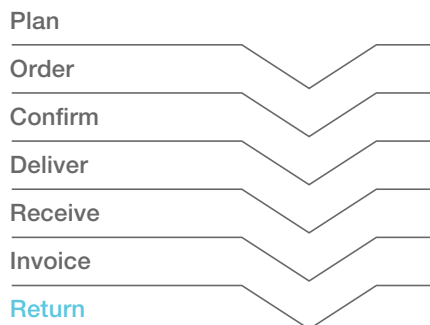 Plan
Order
Confirm
Deliver
Receive
Invoice
Return